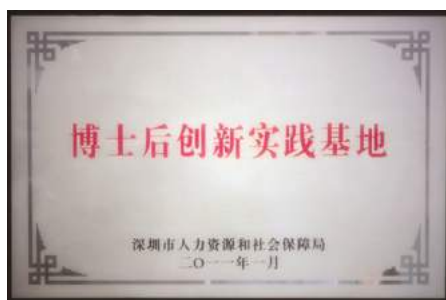 博士后创新实践基地
深圳市人力资源和社会保障局
二〇一一年一月